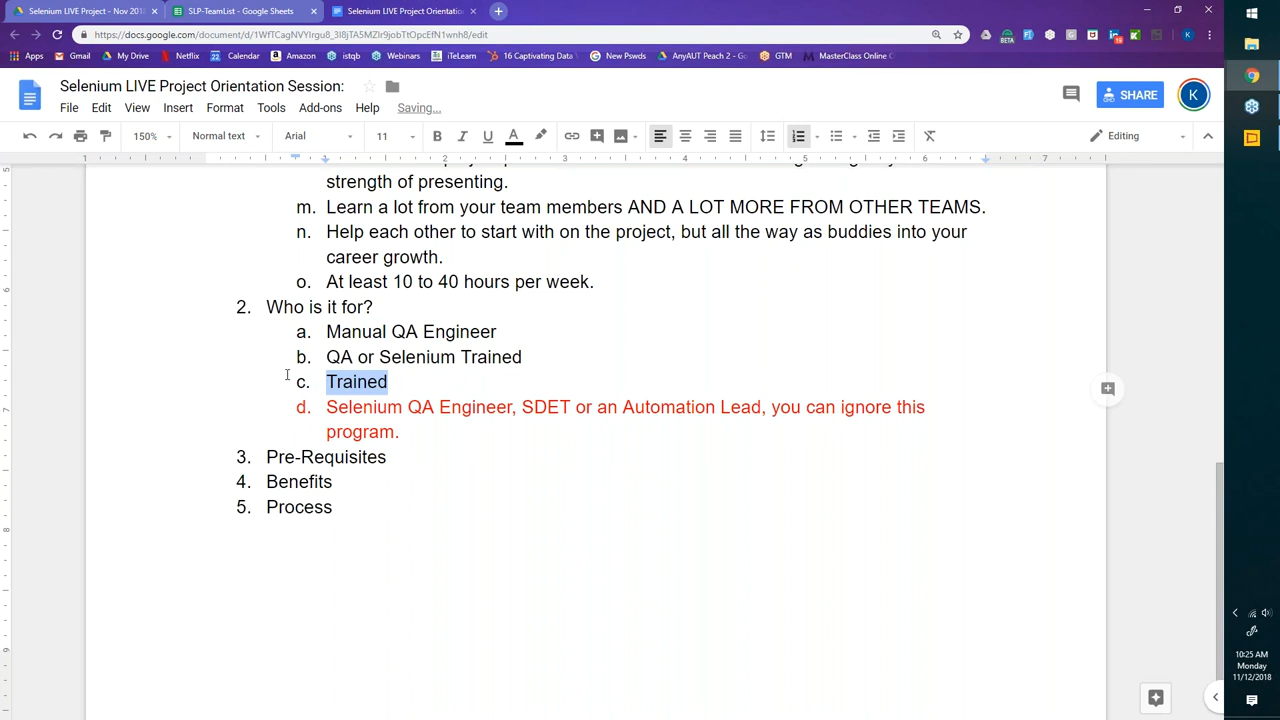 Selenium LIVE Project - Nov 2018
SLP-TeamList - Google Sheets
Selenium LIVE Project Orientatio
https://docs.google.com/document/d/1WfTCagNVYIrgu8_3I8jTA5MZIr9jobTtOpcEfN1wnh8/edit
Apps
My Drive
Netflix
Calendar
Amazon
istqb
Webinars
iTeLearn
16 Captivating Data
New Pswds
AnyAUT Peach 2 - G
GTM
MasterClass Online C
Selenium LIVE Project Orientation Session:
File Edit View Insert Format Tools Add-ons Help Saving...
SHARE
K
150% Normal text Arial 11 Editing
strength of presenting.
m. Learn a lot from your team members AND A LOT MORE FROM OTHER TEAMS.
n. Help each other to start with on the project, but all the way as buddies into your
career growth.
o. At least 10 to 40 hours per week.
2. Who is it for?
a. Manual QA Engineer
b. QA or Selenium Trained
c. Trained
d. Selenium QA Engineer, SDET or an Automation Lead, you can ignore this
program.
3. Pre-Requisites
4. Benefits
5. Process
10:25 AM
Monday
11/12/2018